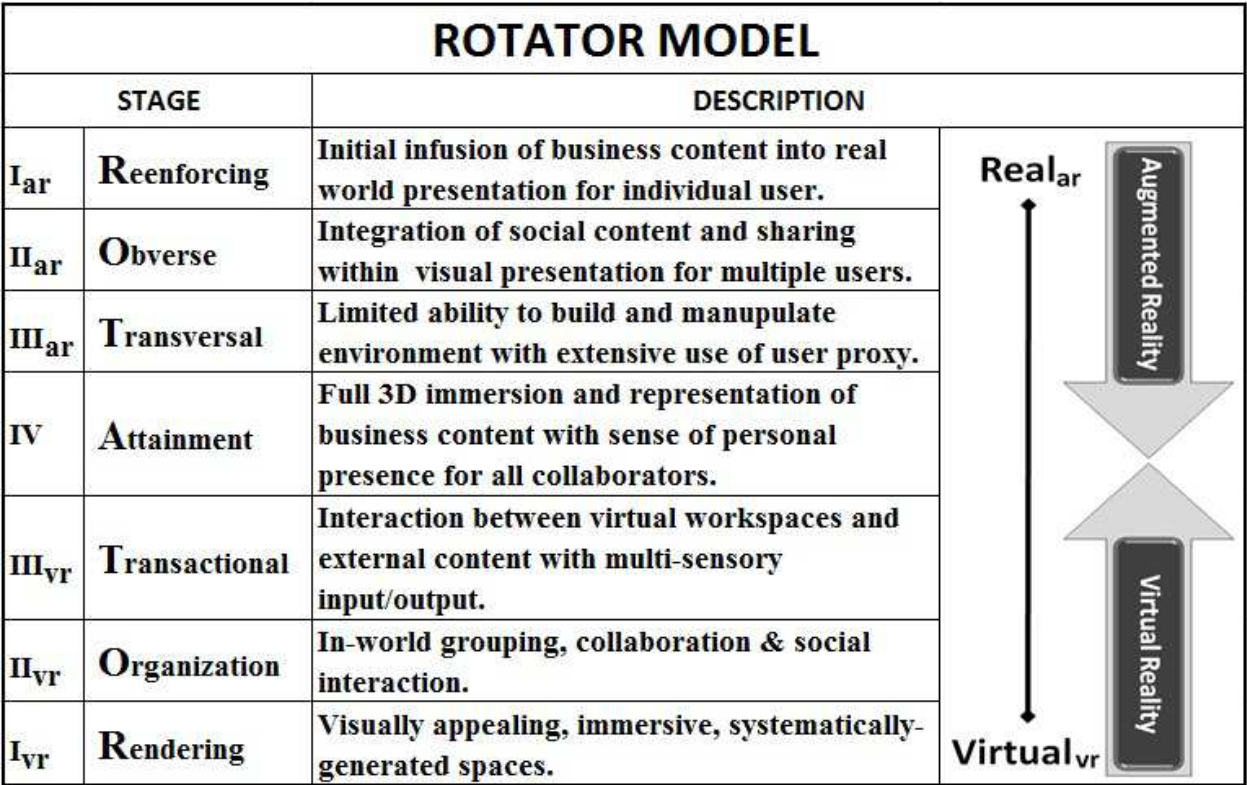 ROTATOR MODEL
STAGE
DESCRIPTION
Iar
Reenforcing
Initial infusion of business content into real
world presentation for individual user.
IIar
Obverse
Integration of social content and sharing
within visual presentation for multiple users.
IIIar
Transversal
Limited ability to build and manupulate
environment with extensive use of user proxy.
IV
Attainment
Full 3D immersion and representation of
business content with sense of personal
presence for all collaborators.
IIIvr
Transactional
Interaction between virtual workspaces and
external content with multi-sensory
input/output.
IIvr
Organization
In-world grouping, collaboration & social
interaction.
Ivr
Rendering
Visually appealing, immersive, systematically-
generated spaces.
Realar
Virtualvr
Augmented Reality
Virtual Reality